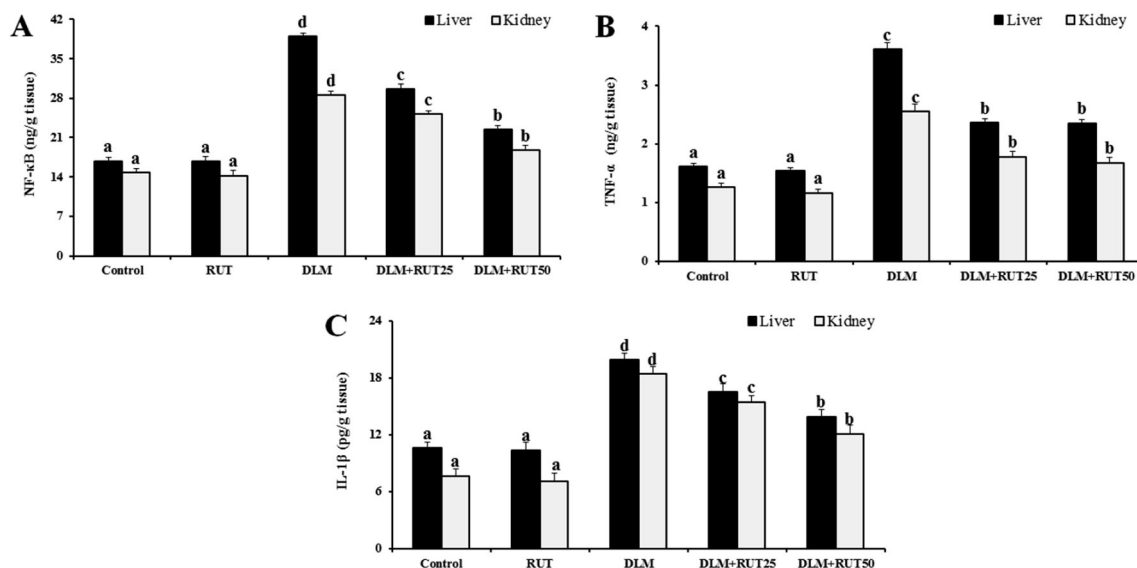 A
NF-κB (ng/g tissue)
42
35
28
21
14
7
0
Liver Kidney
a a a a d d c c b b
Control RUT DLM DLM+RUT25 DLM+RUT50
B
TNF-α (ng/g tissue)
4
3
2
1
0
Liver Kidney
a a a a c c b b b b
Control RUT DLM DLM+RUT25 DLM+RUT50
C
IL-1β (pg/g tissue)
24
18
12
6
0
Liver Kidney
a a a a d d c c b b
Control RUT DLM DLM+RUT25 DLM+RUT50